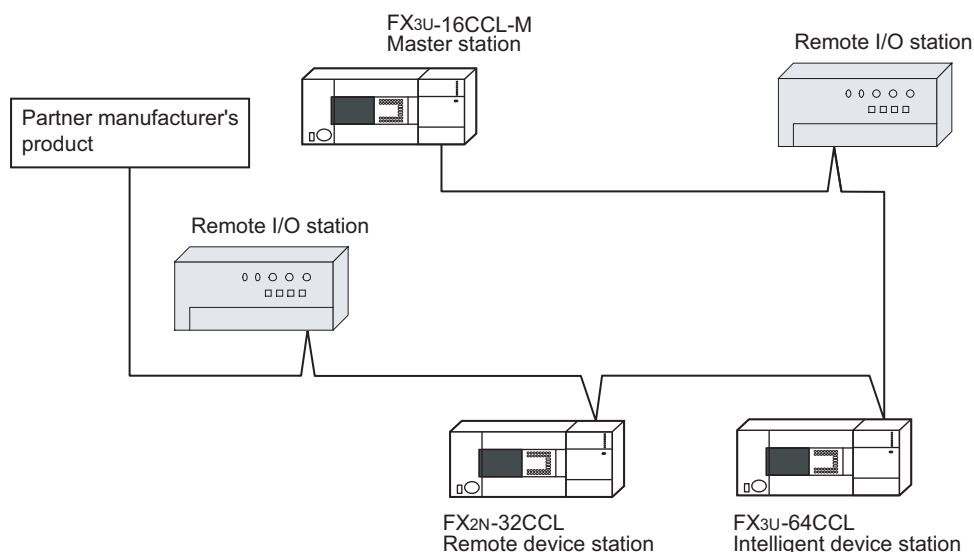 FX3U-16CCL-M
Master station
Remote I/O station
Partner manufacturer's
product
Remote I/O station
FX2N-32CCL
Remote device station
FX3U-64CCL
Intelligent device station